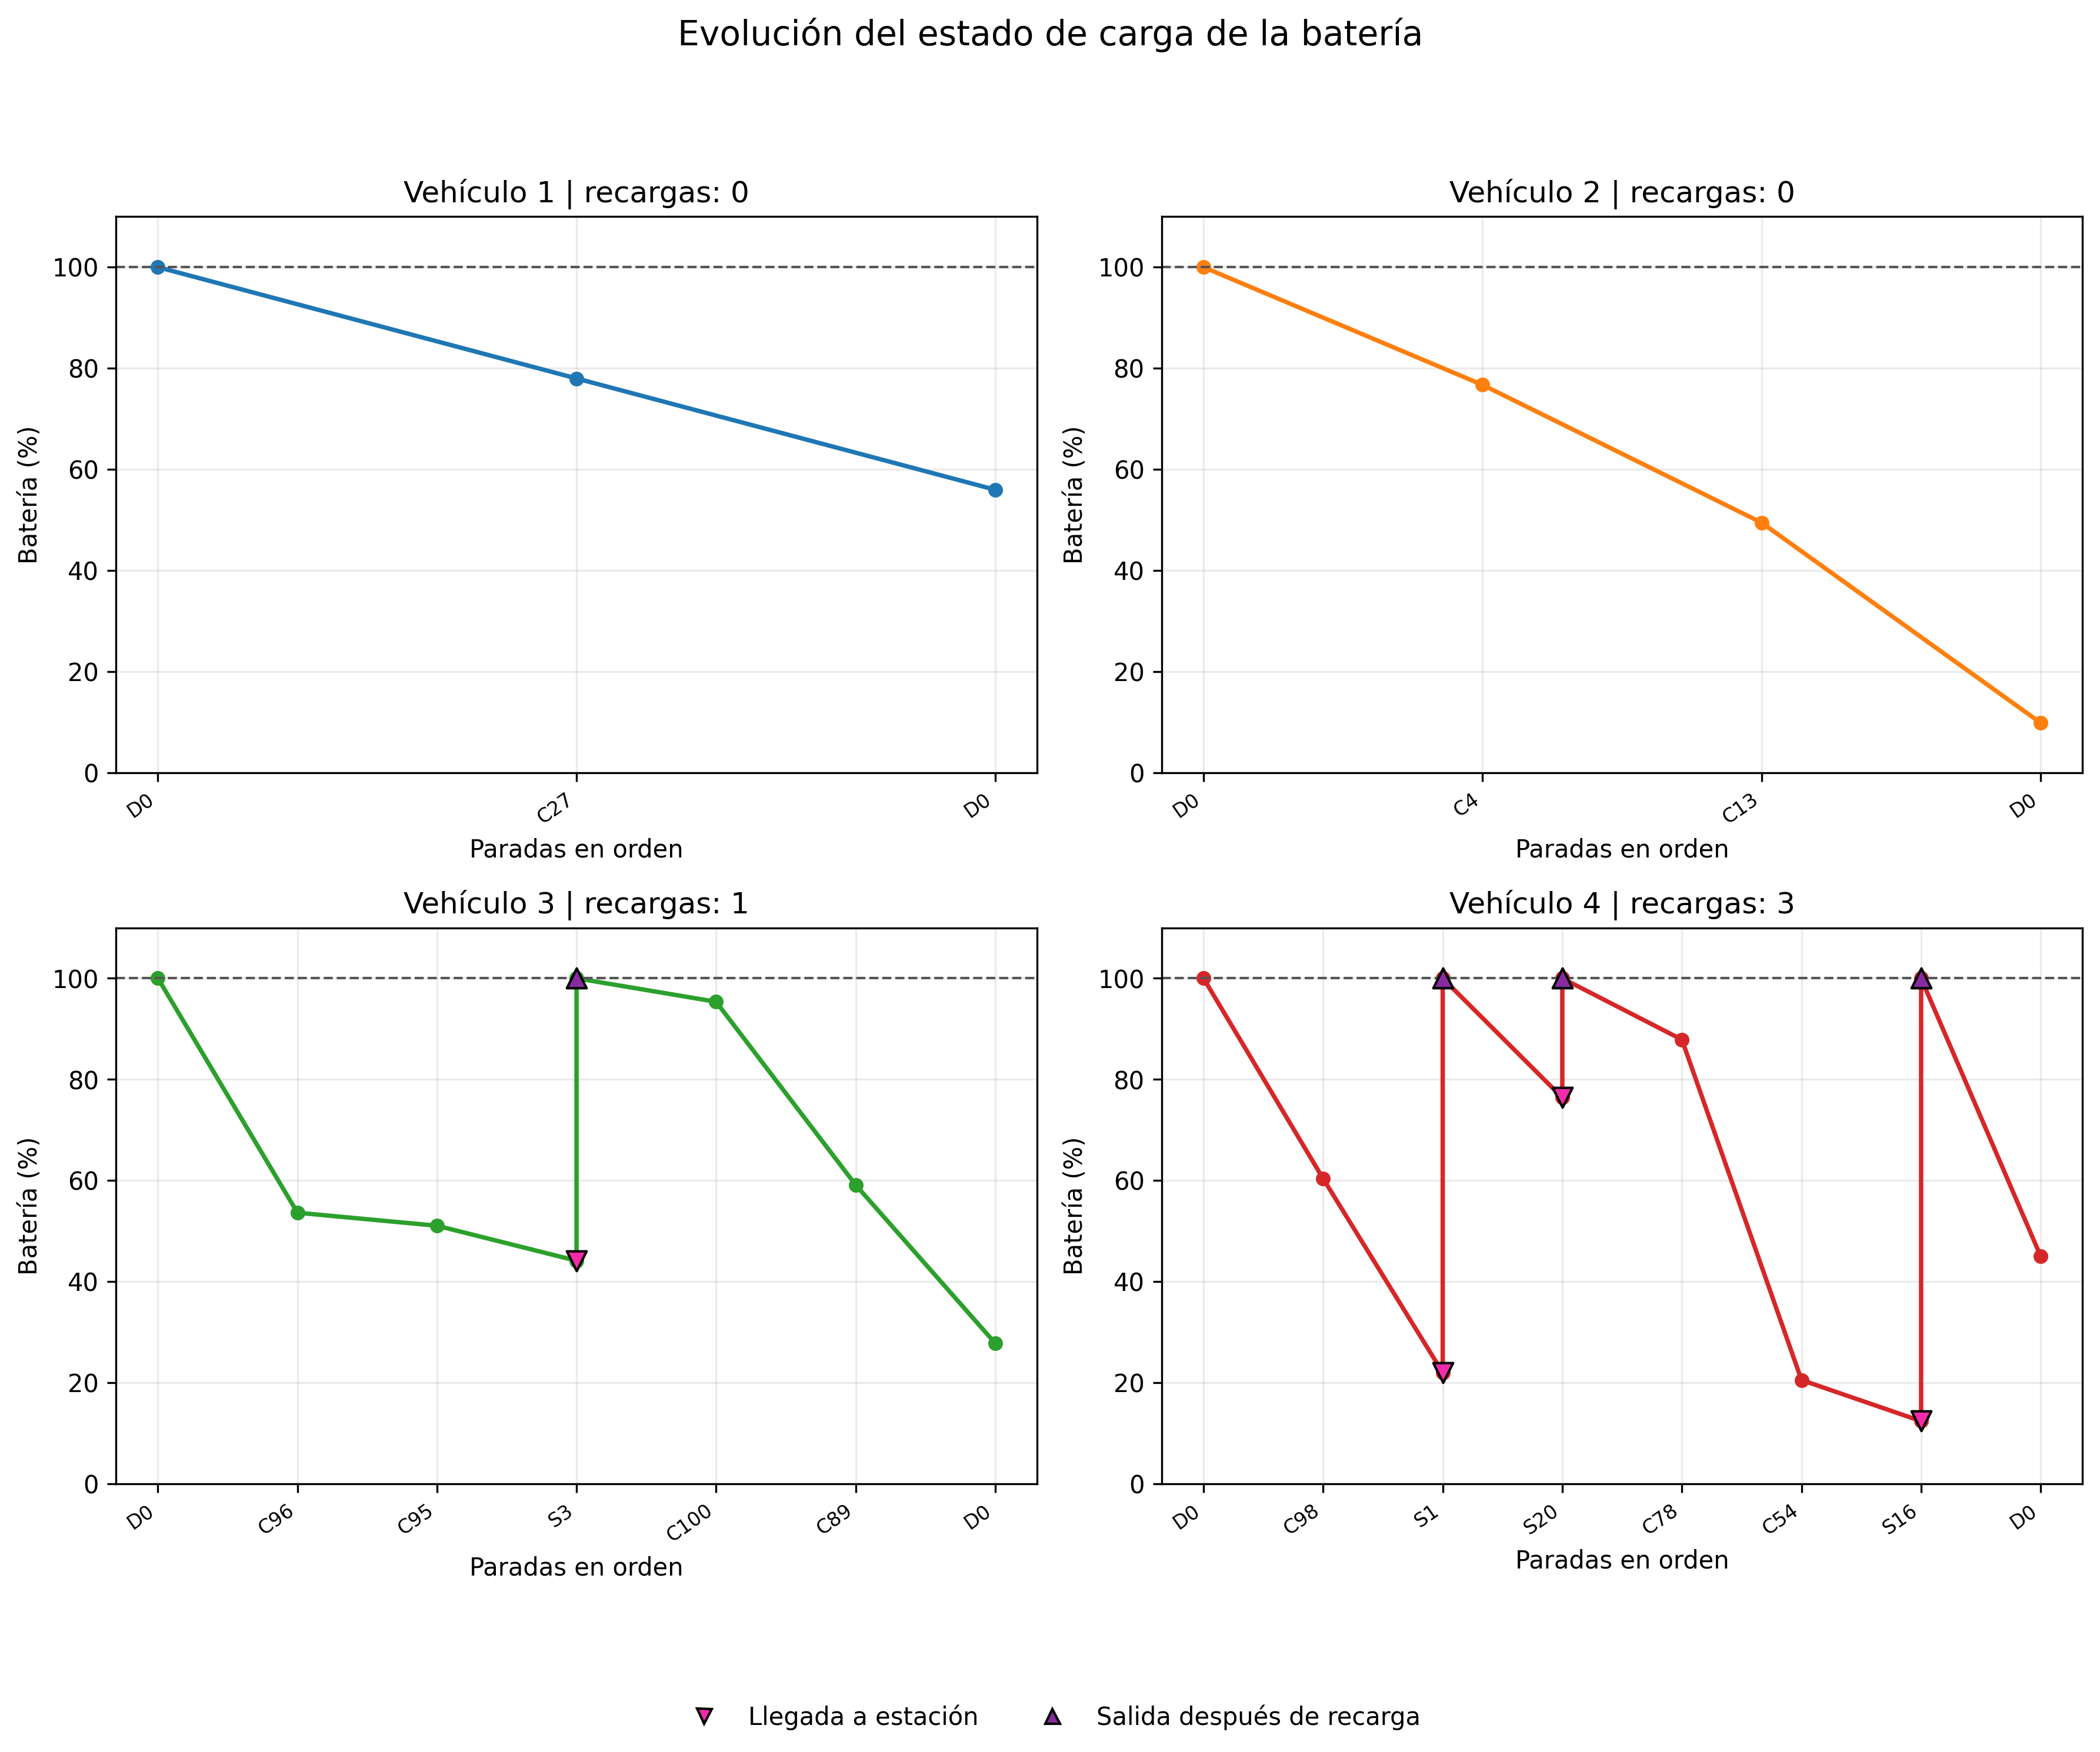 Evolución del estado de carga de la batería
Vehículo 1 | recargas: 0
Batería (%)
100
80
60
40
20
0
D0 C27 D0
Paradas en orden
Vehículo 2 | recargas: 0
Batería (%)
100
80
60
40
20
0
D0 C4 C13 D0
Paradas en orden
Vehículo 3 | recargas: 1
Batería (%)
100
80
60
40
20
0
D0 C96 C95 S3 C100 C89 D0
Paradas en orden
Vehículo 4 | recargas: 3
Batería (%)
100
80
60
40
20
0
D0 C98 S1 S20 C78 C54 S16 D0
Paradas en orden
Llegada a estación Salida después de recarga